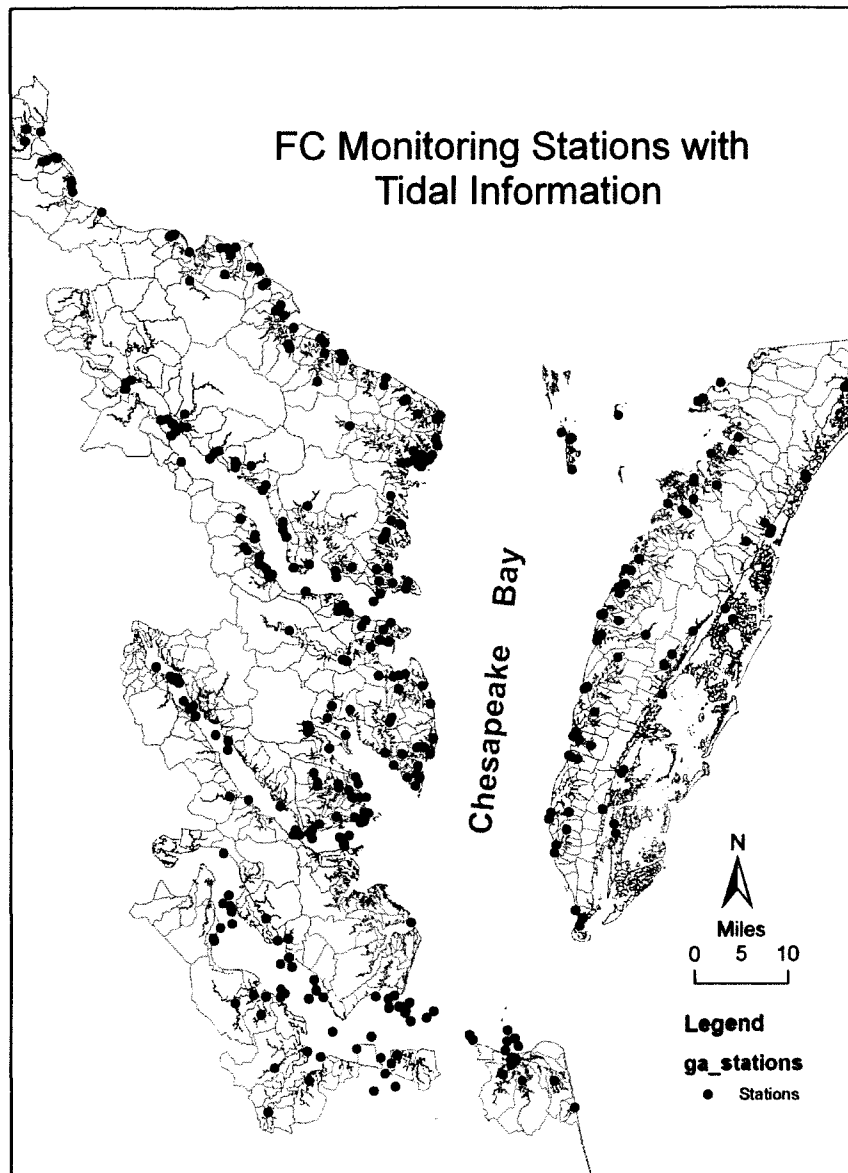 FC Monitoring Stations with
Tidal Information
Chesapeake Bay
N
Miles
0 5 10
Legend
ga_stations
Stations